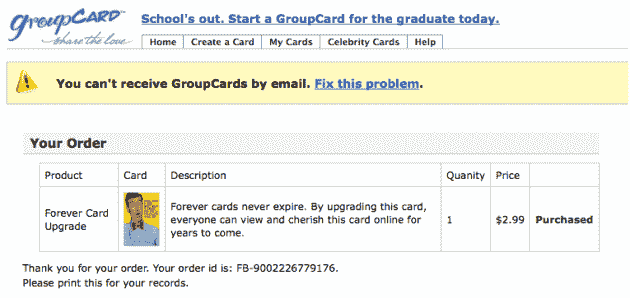 groupCARD™
School's out. Start a GroupCard for the graduate today.
share the love
Home Create a Card My Cards Celebrity Cards Help
You can't receive GroupCards by email. Fix this problem.
Your Order
Product Card Description Quanity Price
Forever Card Upgrade
Forever cards never expire. By upgrading this card,
everyone can view and cherish this card online for
years to come.
1 $2.99 Purchased
Thank you for your order. Your order id is: FB-9002226779176.
Please print this for your records.